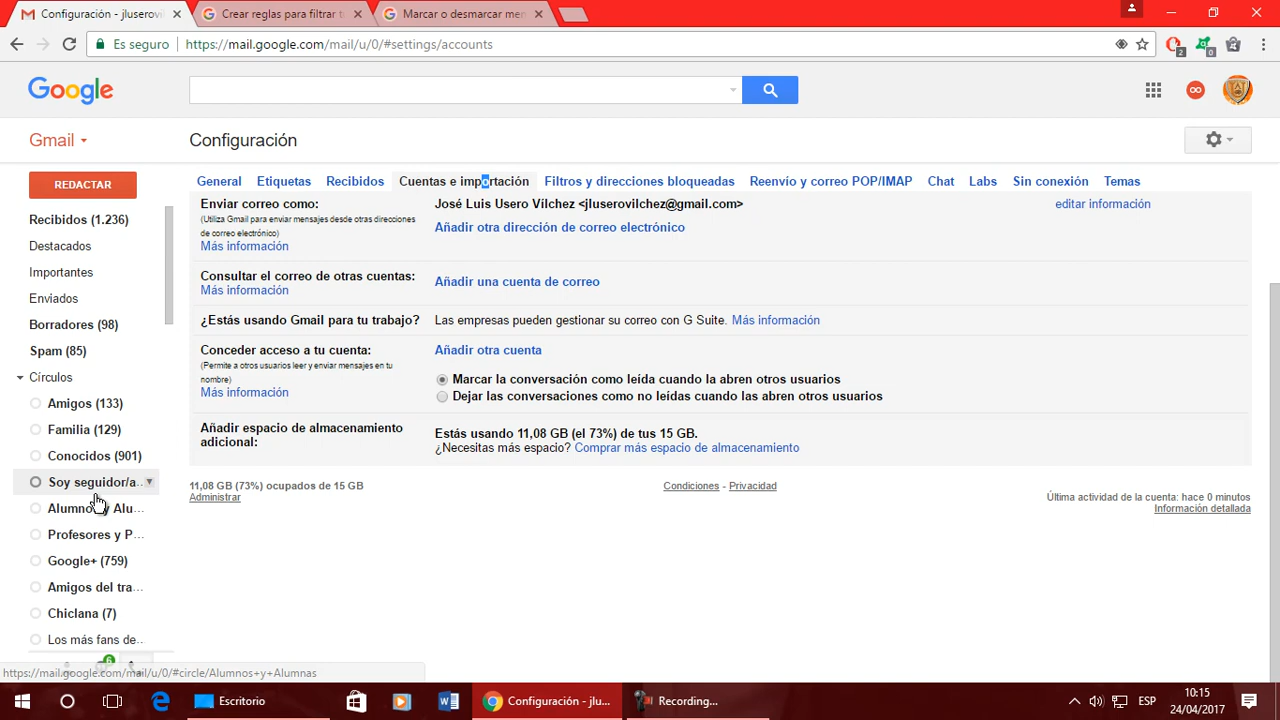 Configuración - jluserovil
Crear reglas para filtrar t
Marcar o desmarcar men
Es seguro
https://mail.google.com/mail/u/0/#settings/accounts
2
0
Google
Gmail
Configuración
REDACTAR
General
Etiquetas
Recibidos
Cuentas e importación
Filtros y direcciones bloqueadas
Reenvío y correo POP/IMAP
Chat
Labs
Sin conexión
Temas
Recibidos (1.236)
Destacados
Importantes
Enviados
Borradores (98)
Spam (85)
Círculos
Amigos (133)
Familia (129)
Conocidos (901)
Soy seguidor/a...
Alumnos y Alu...
Profesores y P...
Google+ (759)
Amigos del tra...
Chiclana (7)
Los más fans de...
6
Enviar correo como:
(Utiliza Gmail para enviar mensajes desde otras direcciones
de correo electrónico)
Más información
José Luis Usero Vílchez <jluserovilchez@gmail.com>
editar información
Añadir otra dirección de correo electrónico
Consultar el correo de otras cuentas:
Más información
Añadir una cuenta de correo
¿Estás usando Gmail para tu trabajo?
Las empresas pueden gestionar su correo con G Suite. Más información
Conceder acceso a tu cuenta:
(Permite a otros usuarios leer y enviar mensajes en tu
nombre)
Más información
Añadir otra cuenta
Marcar la conversación como leída cuando la abren otros usuarios
Dejar las conversaciones como no leídas cuando las abren otros usuarios
Añadir espacio de almacenamiento
adicional:
Estás usando 11,08 GB (el 73%) de tus 15 GB.
¿Necesitas más espacio? Comprar más espacio de almacenamiento
11,08 GB (73%) ocupados de 15 GB
Administrar
Condiciones - Privacidad
Última actividad de la cuenta: hace 0 minutos
Información detallada
https://mail.google.com/mail/u/0/#circle/Alumnos+y+Alumnas
Escritorio
Configuración - jlu...
Recording...
ESP
10:15
24/04/2017